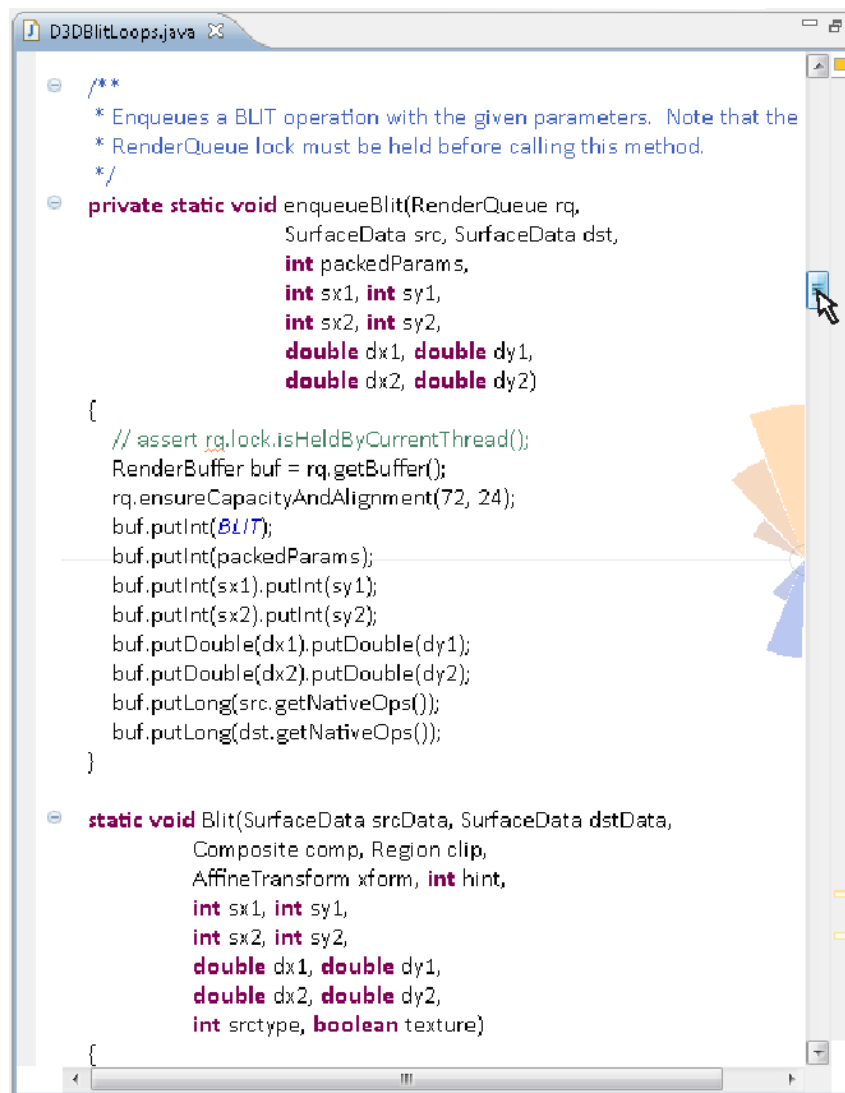 D3DBlitLoops.java
/**
* Enqueues a BLIT operation with the given parameters.  Note that the
* RenderQueue lock must be held before calling this method.
*/
private static void enqueueBlit(RenderQueue rq,
SurfaceData src, SurfaceData dst,
int packedParams,
int sx1, int sy1,
int sx2, int sy2,
double dx1, double dy1,
double dx2, double dy2)
{
// assert rq.lock.isHeldByCurrentThread();
RenderBuffer buf = rq.getBuffer();
rq.ensureCapacityAndAlignment(72, 24);
buf.putInt(BLIT);
buf.putInt(packedParams);
buf.putInt(sx1).putInt(sy1);
buf.putInt(sx2).putInt(sy2);
buf.putDouble(dx1).putDouble(dy1);
buf.putDouble(dx2).putDouble(dy2);
buf.putLong(src.getNativeOps());
buf.putLong(dst.getNativeOps());
}
static void Blit(SurfaceData srcData, SurfaceData dstData,
Composite comp, Region clip,
AffineTransform xform, int hint,
int sx1, int sy1,
int sx2, int sy2,
double dx1, double dy1,
double dx2, double dy2,
int srctype, boolean texture)
{